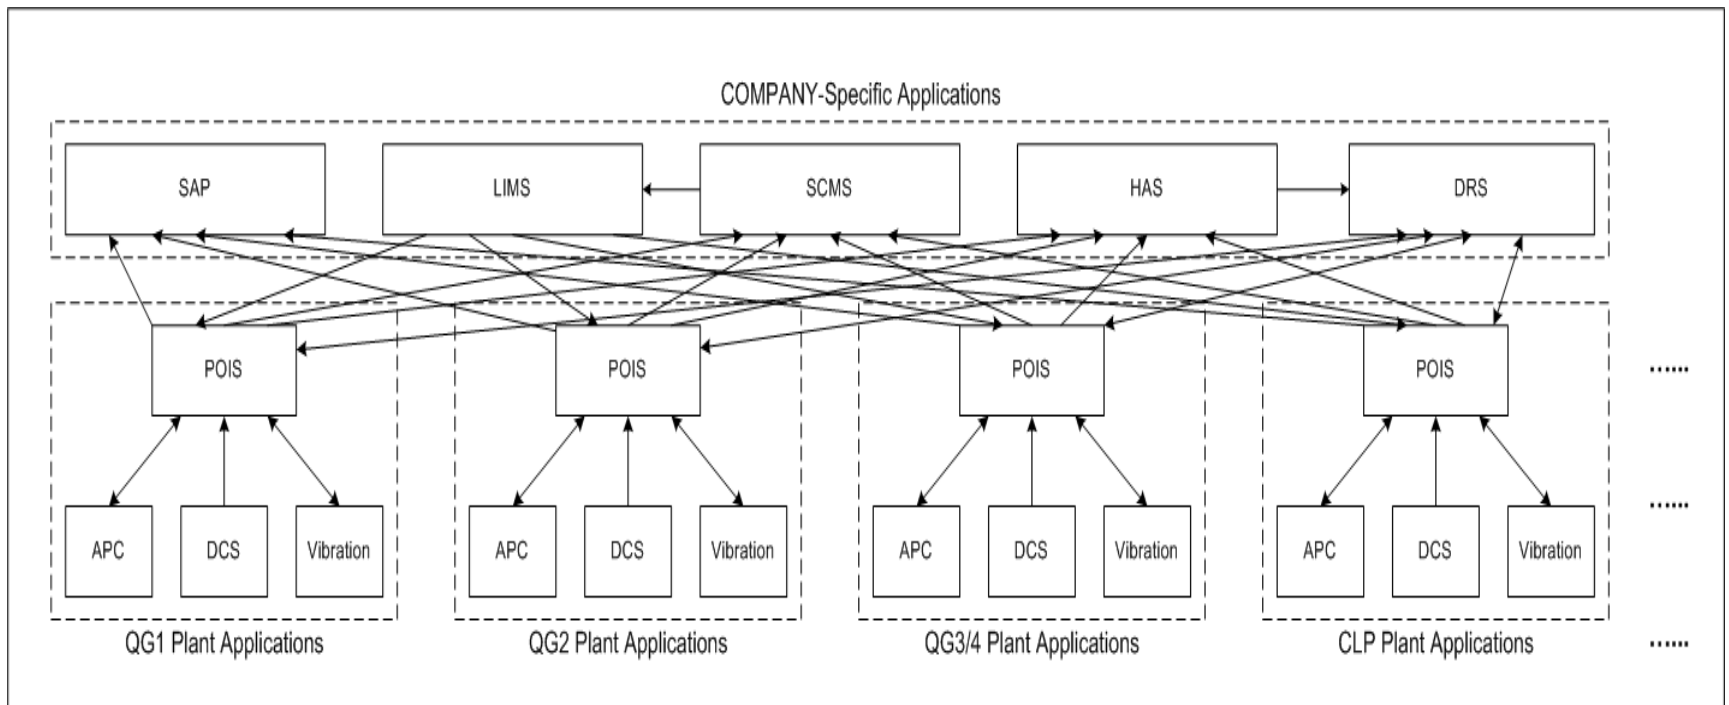 COMPANY-Specific Applications
SAP LIMS SCMS HAS DRS
POIS POIS POIS POIS ......
APC DCS Vibration APC DCS Vibration APC DCS Vibration APC DCS Vibration ......
QG1 Plant Applications QG2 Plant Applications QG3/4 Plant Applications CLP Plant Applications ......